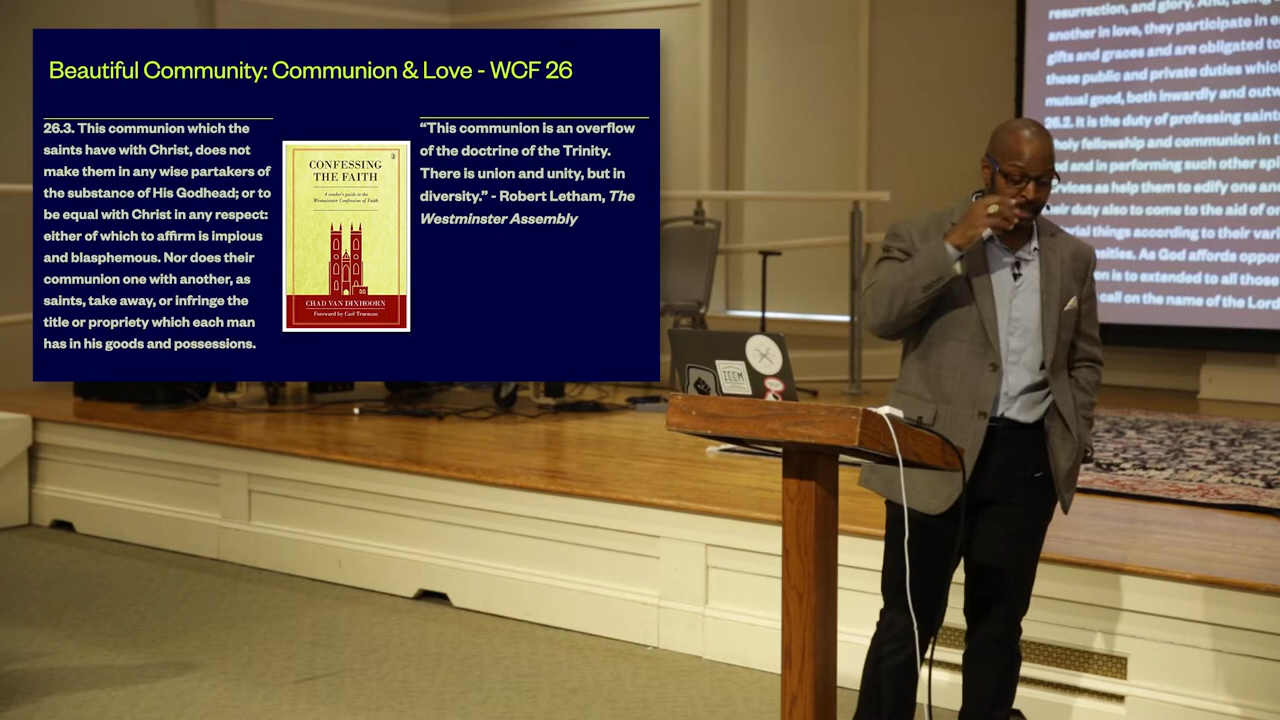 Beautiful Community: Communion & Love - WCF 26
26.3. This communion which the
saints have with Christ, does not
make them in any wise partakers of
the substance of His Godhead; or to
be equal with Christ in any respect:
either of which to affirm is impious
and blasphemous. Nor does their
communion one with another, as
saints, take away, or infringe the
title or propriety which each man
has in his goods and possessions.
CONFESSING
THE FAITH
A reader's guide to the
Westminster Confession of Faith
CHAD VAN DIXHOORN
Foreword by Carl Trueman
“This communion is an overflow
of the doctrine of the Trinity.
There is union and unity, but in
diversity.” - Robert Letham, The
Westminster Assembly
resurrection, and glory. And, being
another in love, they participate in
gifts and graces and are obligated to
those public and private duties which
mutual good, both inwardly and
26.2. It is the duty of professing saints
holy fellowship and communion in
and in performing such other
services as help them to edify one
their duty also to come to the aid of
things according to their
As God affords
is to be extended to all those
call on the name of the Lord